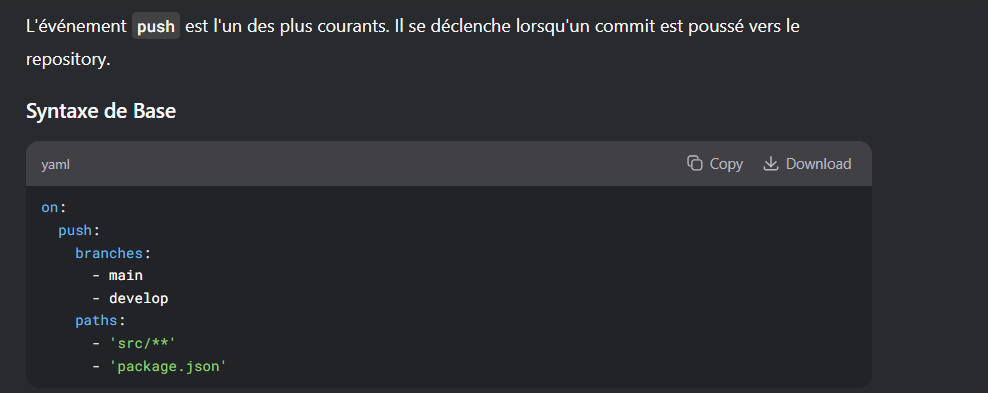 L'événement push est l'un des plus courants. Il se déclenche lorsqu'un commit est poussé vers le
repository.
Syntaxe de Base
yaml Copy Download
on:
  push:
    branches:
      - main
      - develop
    paths:
      - 'src/**'
      - 'package.json'